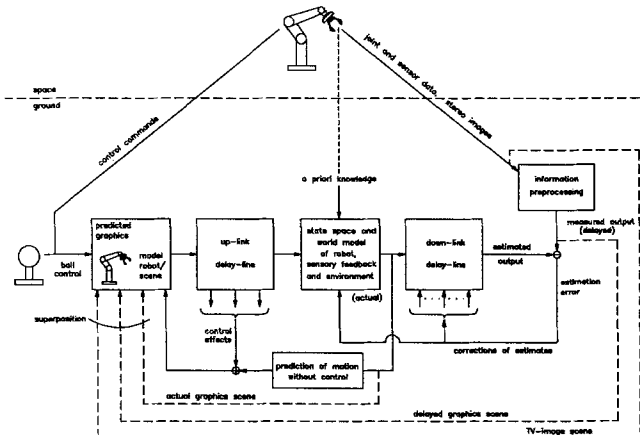 space
ground
control commands
joint and sensor data,
stereo images
a priori knowledge
information
preprocessing
measured output
(delayed)
ball
control
predicted
graphics
model
robot/
scene
up-link
delay-line
state space and
world model
of robot,
sensory feedback
and environment
(actual)
down-link
delay-line
estimated
output
estimation
error
superposition
control
effects
corrections of estimates
prediction of motion
without control
actual graphics scene
delayed graphics scene
TV-image scene